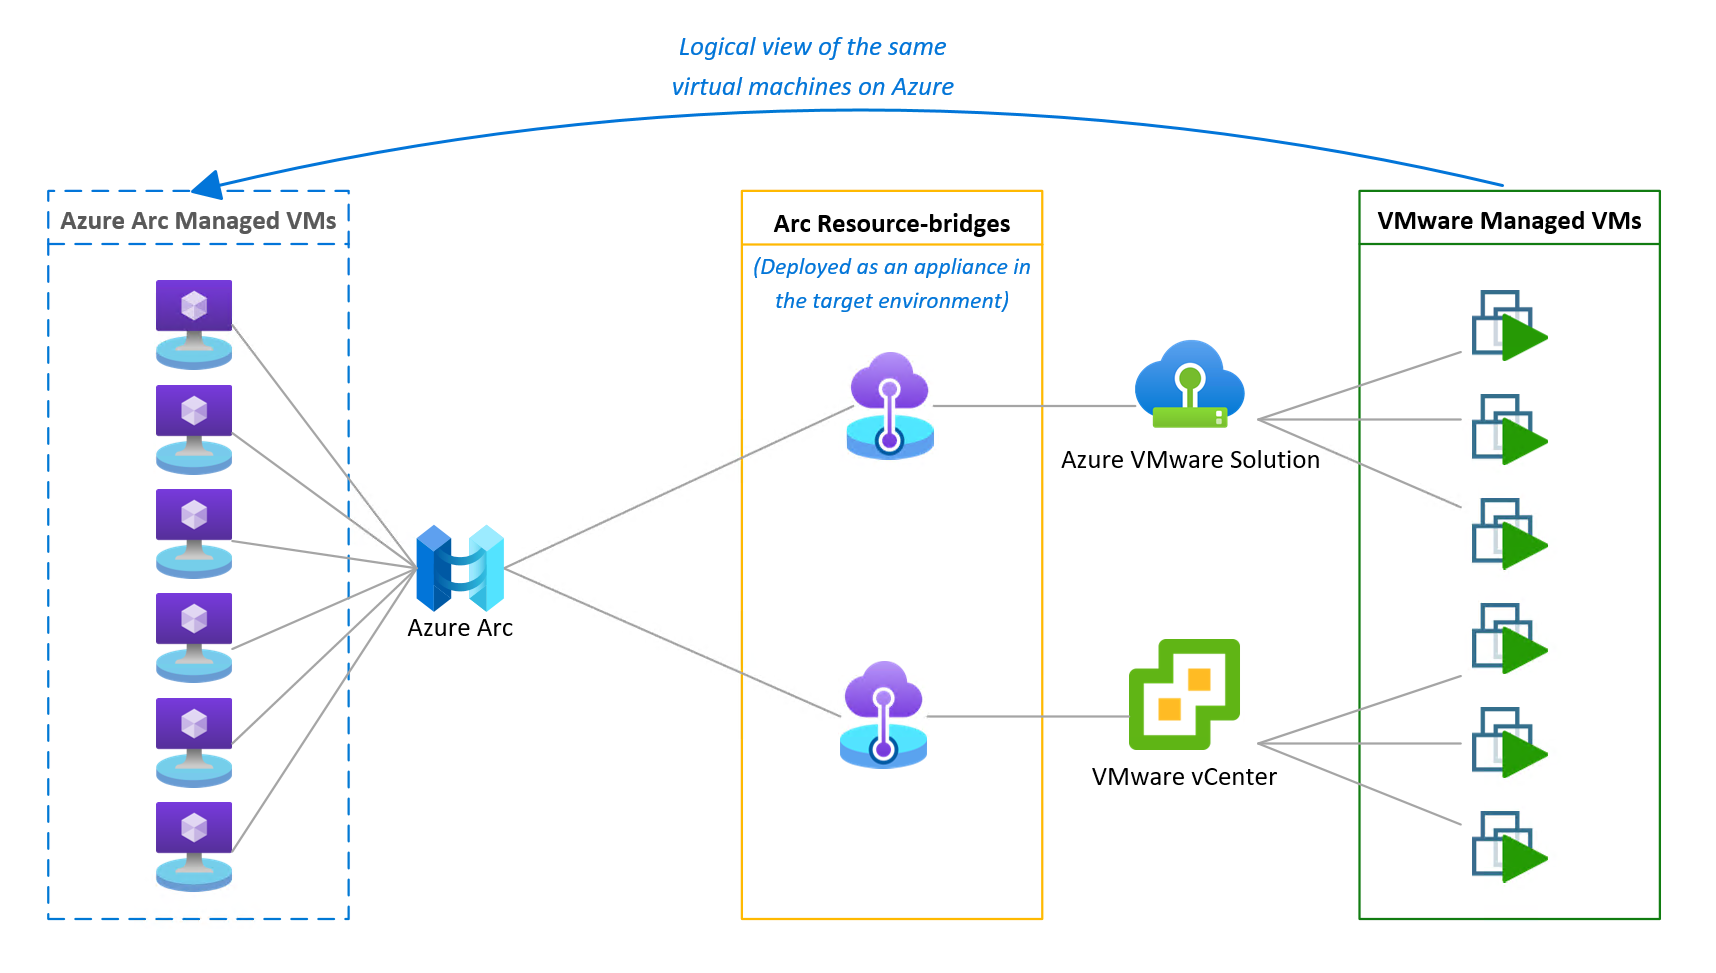 Logical view of the same
virtual machines on Azure
Azure Arc Managed VMs
Arc Resource-bridges
(Deployed as an appliance in
the target environment)
VMware Managed VMs
Azure VMware Solution
Azure Arc
VMware vCenter